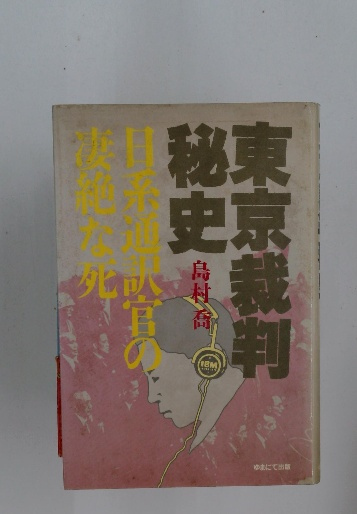 東京裁判
秘史
島村喬
日系通訳官の
凄絶な死
IBM
ゆまにて出版